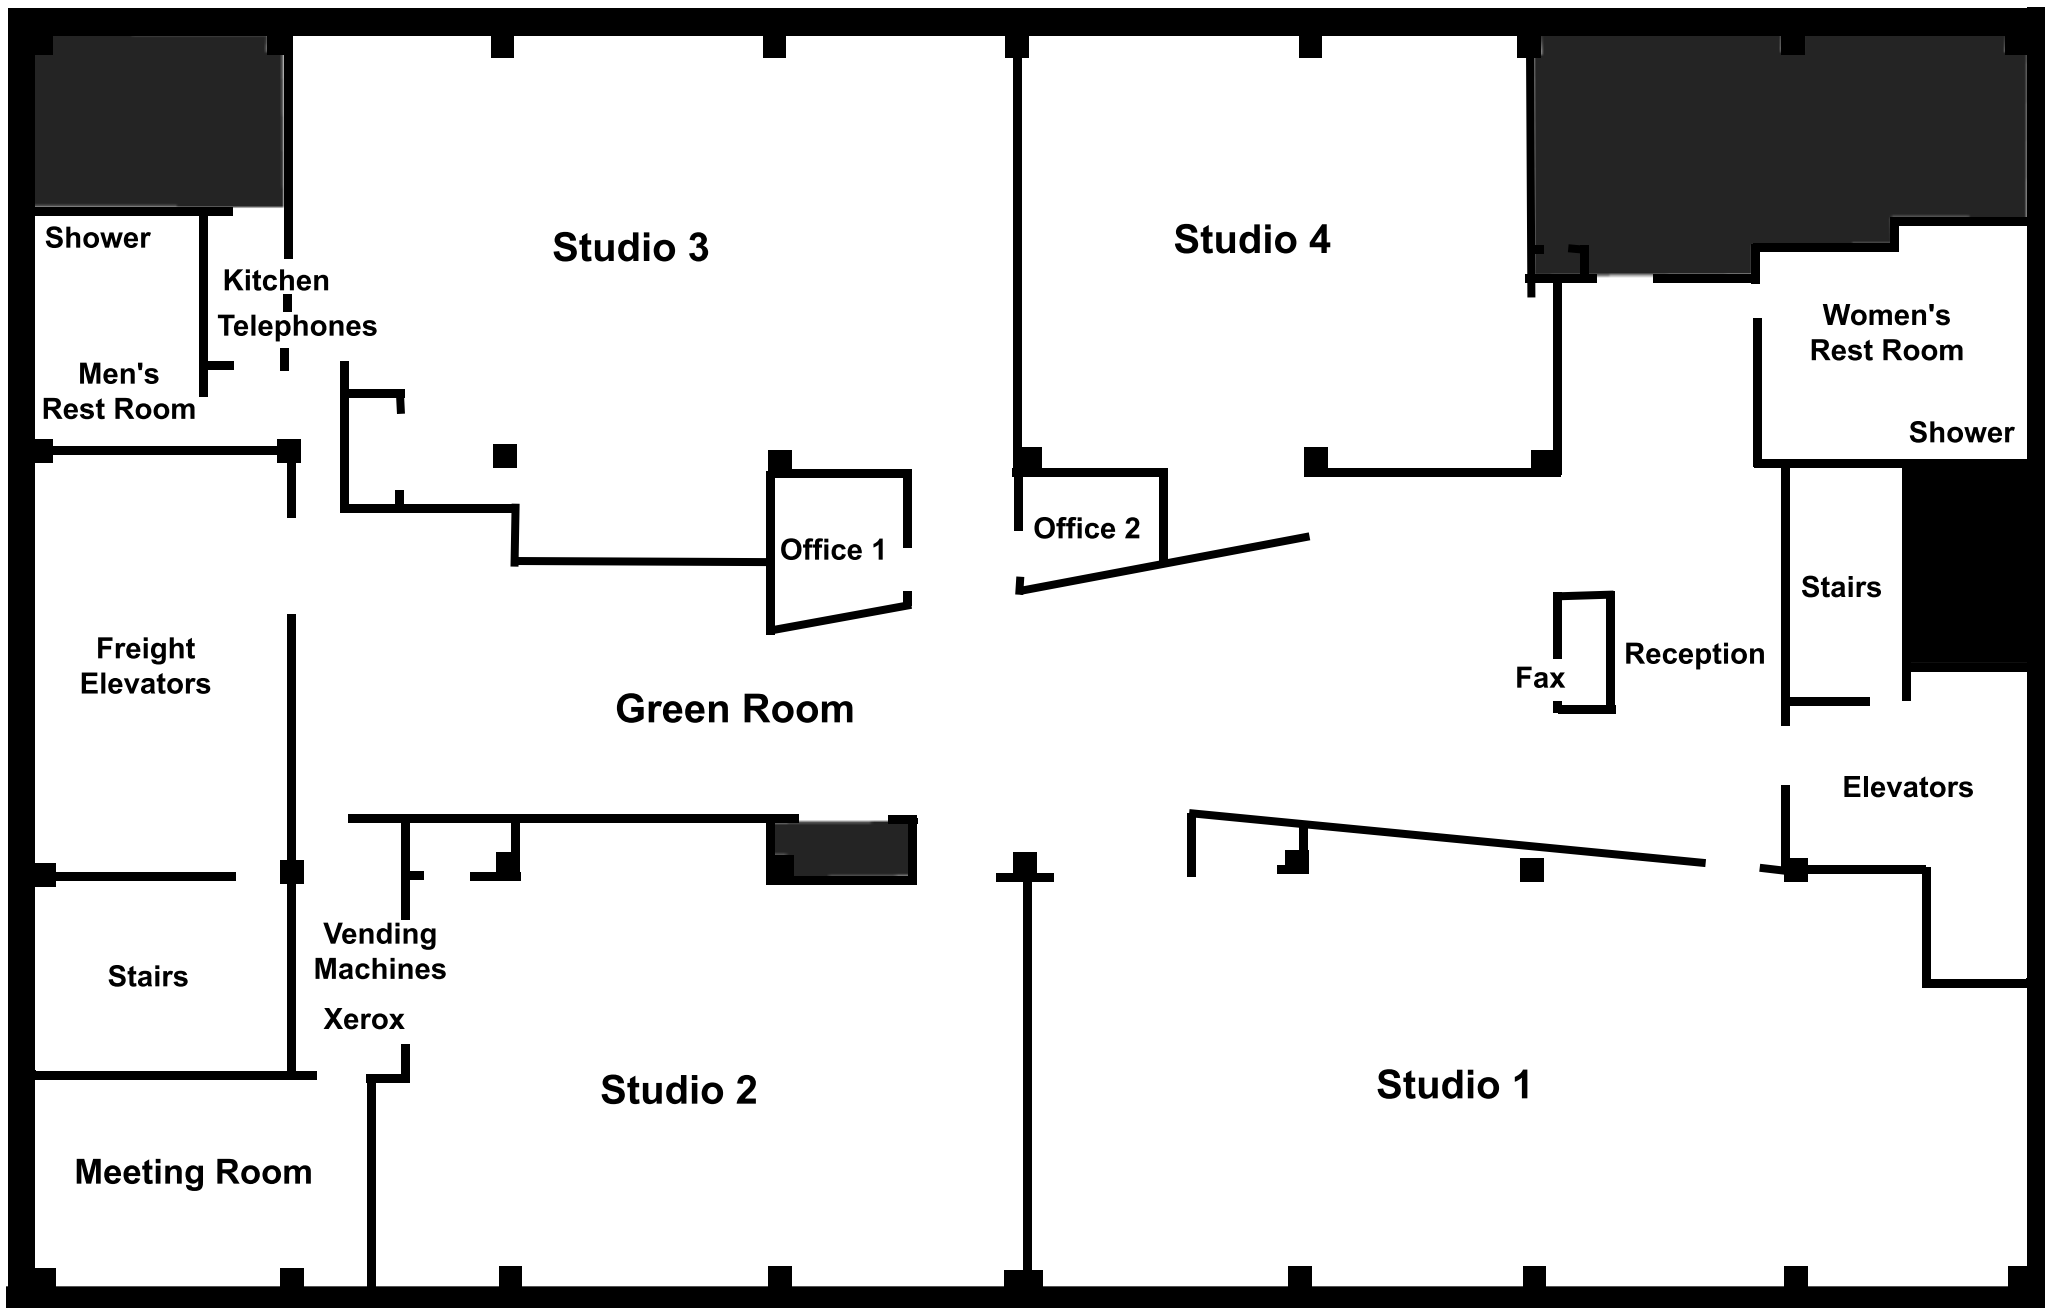 Shower
Kitchen
Telephones
Men's
Rest Room
Studio 3
Studio 4
Women's
Rest Room
Shower
Office 1
Office 2
Stairs
Freight
Elevators
Green Room
Fax
Reception
Elevators
Vending
Machines
Xerox
Stairs
Studio 2
Studio 1
Meeting Room